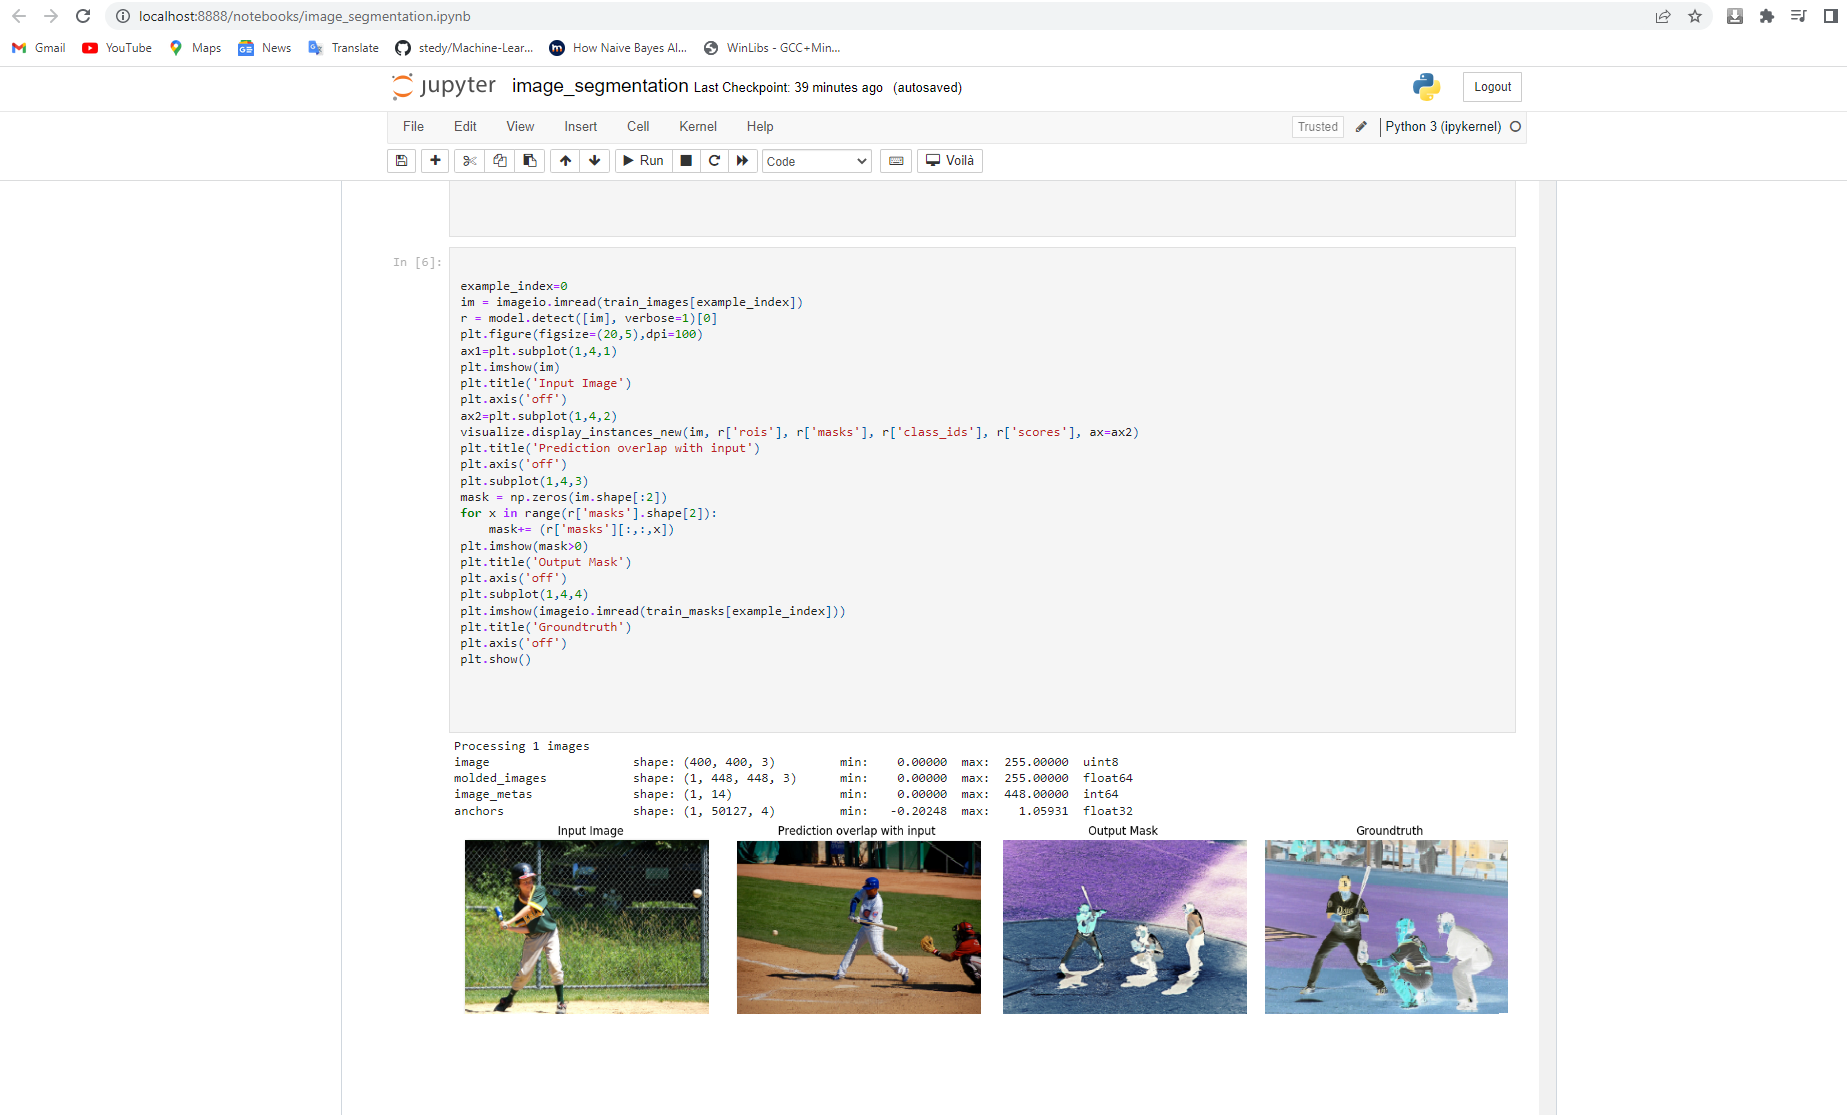 localhost:8888/notebooks/image_segmentation.ipynb
Gmail YouTube Maps News Translate stedy/Machine-Lear... How Naive Bayes Al... WinLibs - GCC+Min...
jupyter image_segmentation Last Checkpoint: 39 minutes ago (autosaved) Logout
File Edit View Insert Cell Kernel Help Trusted Python 3 (ipykernel)
Run Code Voilà
In [6]:
example_index=0
im = imageio.imread(train_images[example_index])
r = model.detect([im], verbose=1)[0]
plt.figure(figsize=(20,5),dpi=100)
ax1=plt.subplot(1,4,1)
plt.imshow(im)
plt.title('Input Image')
plt.axis('off')
ax2=plt.subplot(1,4,2)
visualize.display_instances_new(im, r['rois'], r['masks'], r['class_ids'], r['scores'], ax=ax2)
plt.title('Prediction overlap with input')
plt.axis('off')
plt.subplot(1,4,3)
mask = np.zeros(im.shape[:2])
for x in range(r['masks'].shape[2]):
    mask+= (r['masks'][:,:,x])
plt.imshow(mask>0)
plt.title('Output Mask')
plt.axis('off')
plt.subplot(1,4,4)
plt.imshow(imageio.imread(train_masks[example_index]))
plt.title('Groundtruth')
plt.axis('off')
plt.show()
Processing 1 images
image shape: (400, 400, 3) min: 0.00000 max: 255.00000 uint8
molded_images shape: (1, 448, 448, 3) min: 0.00000 max: 255.00000 float64
image_metas shape: (1, 14) min: 0.00000 max: 448.00000 int64
anchors shape: (1, 50127, 4) min: -0.20248 max: 1.05931 float32
Input Image Prediction overlap with input Output Mask Groundtruth